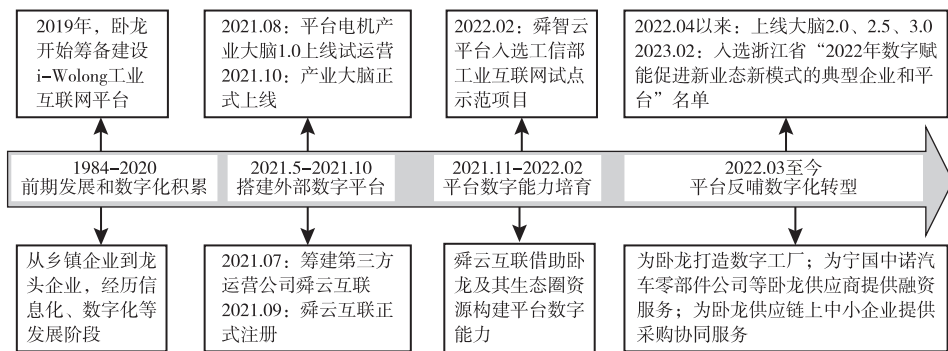 2019年，卧龙
开始筹备建设
i-Wolong工业
互联网平台
2021.08：平台电机产
业大脑1.0上线试运营
2021.10：产业大脑正
式上线
2022.02：舜智云
平台入选工信部
工业互联网试点
示范项目
2022.04以来：上线大脑2.0、2.5、3.0
2023.02：入选浙江省“2022年数字赋
能促进新业态新模式的典型企业和平
台”名单
1984-2020
前期发展和数字化积累
2021.5-2021.10
搭建外部数字平台
2021.11-2022.02
平台数字能力培育
2022.03至今
平台反哺数字化转型
从乡镇企业到龙
头企业，经历信
息化、数字化等
发展阶段
2021.07：筹建第三方
运营公司舜云互联
2021.09：舜云互联正
式注册
舜云互联借助卧
龙及其生态圈资
源构建平台数字
能力
为卧龙打造数字工厂；为宁国中诺汽
车零部件公司等卧龙供应商提供融资
服务；为卧龙供应链上中小企业提供
采购协同服务